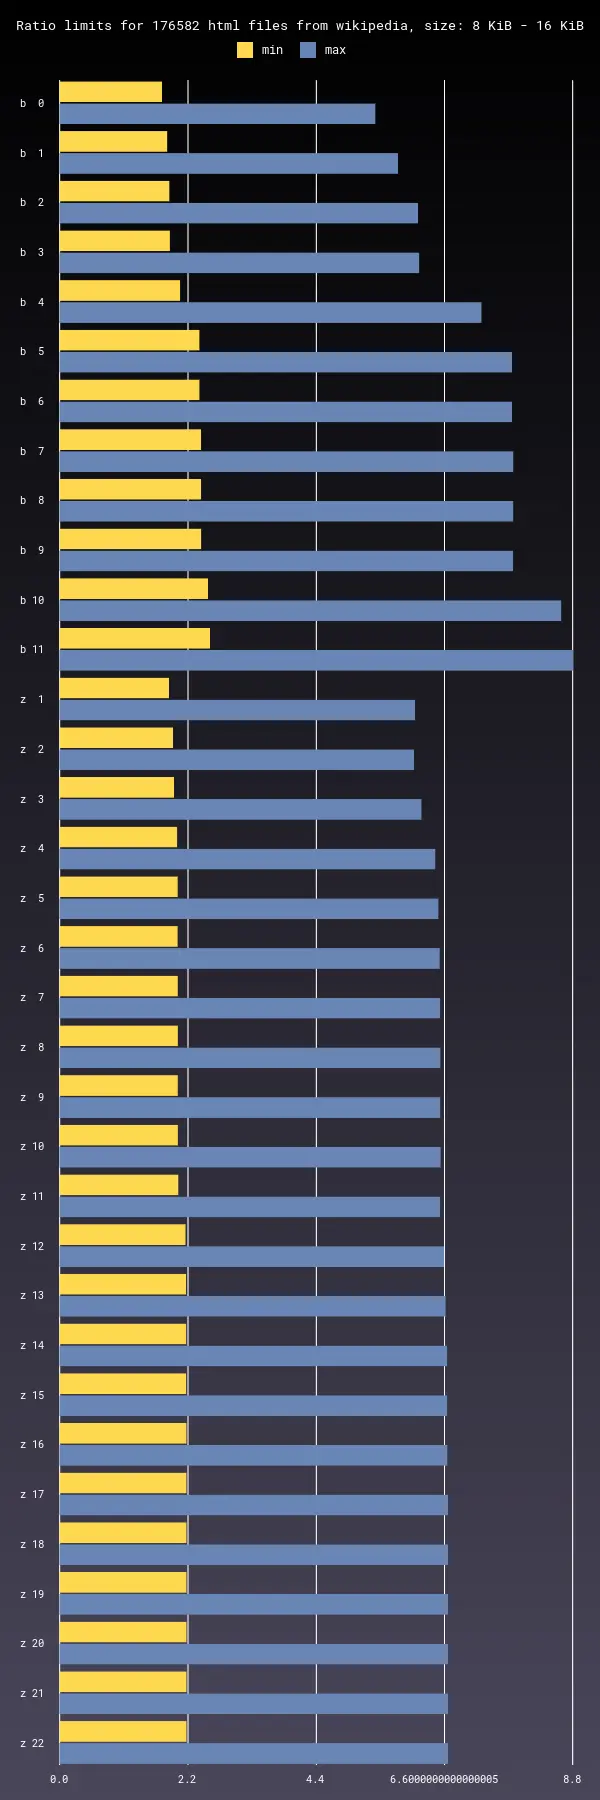 Ratio limits for 176582 html files from wikipedia, size: 8 KiB - 16 KiB
min max
b 0
b 1
b 2
b 3
b 4
b 5
b 6
b 7
b 8
b 9
b 10
b 11
z 1
z 2
z 3
z 4
z 5
z 6
z 7
z 8
z 9
z 10
z 11
z 12
z 13
z 14
z 15
z 16
z 17
z 18
z 19
z 20
z 21
z 22
0.0 2.2 4.4 6.6000000000000005 8.8